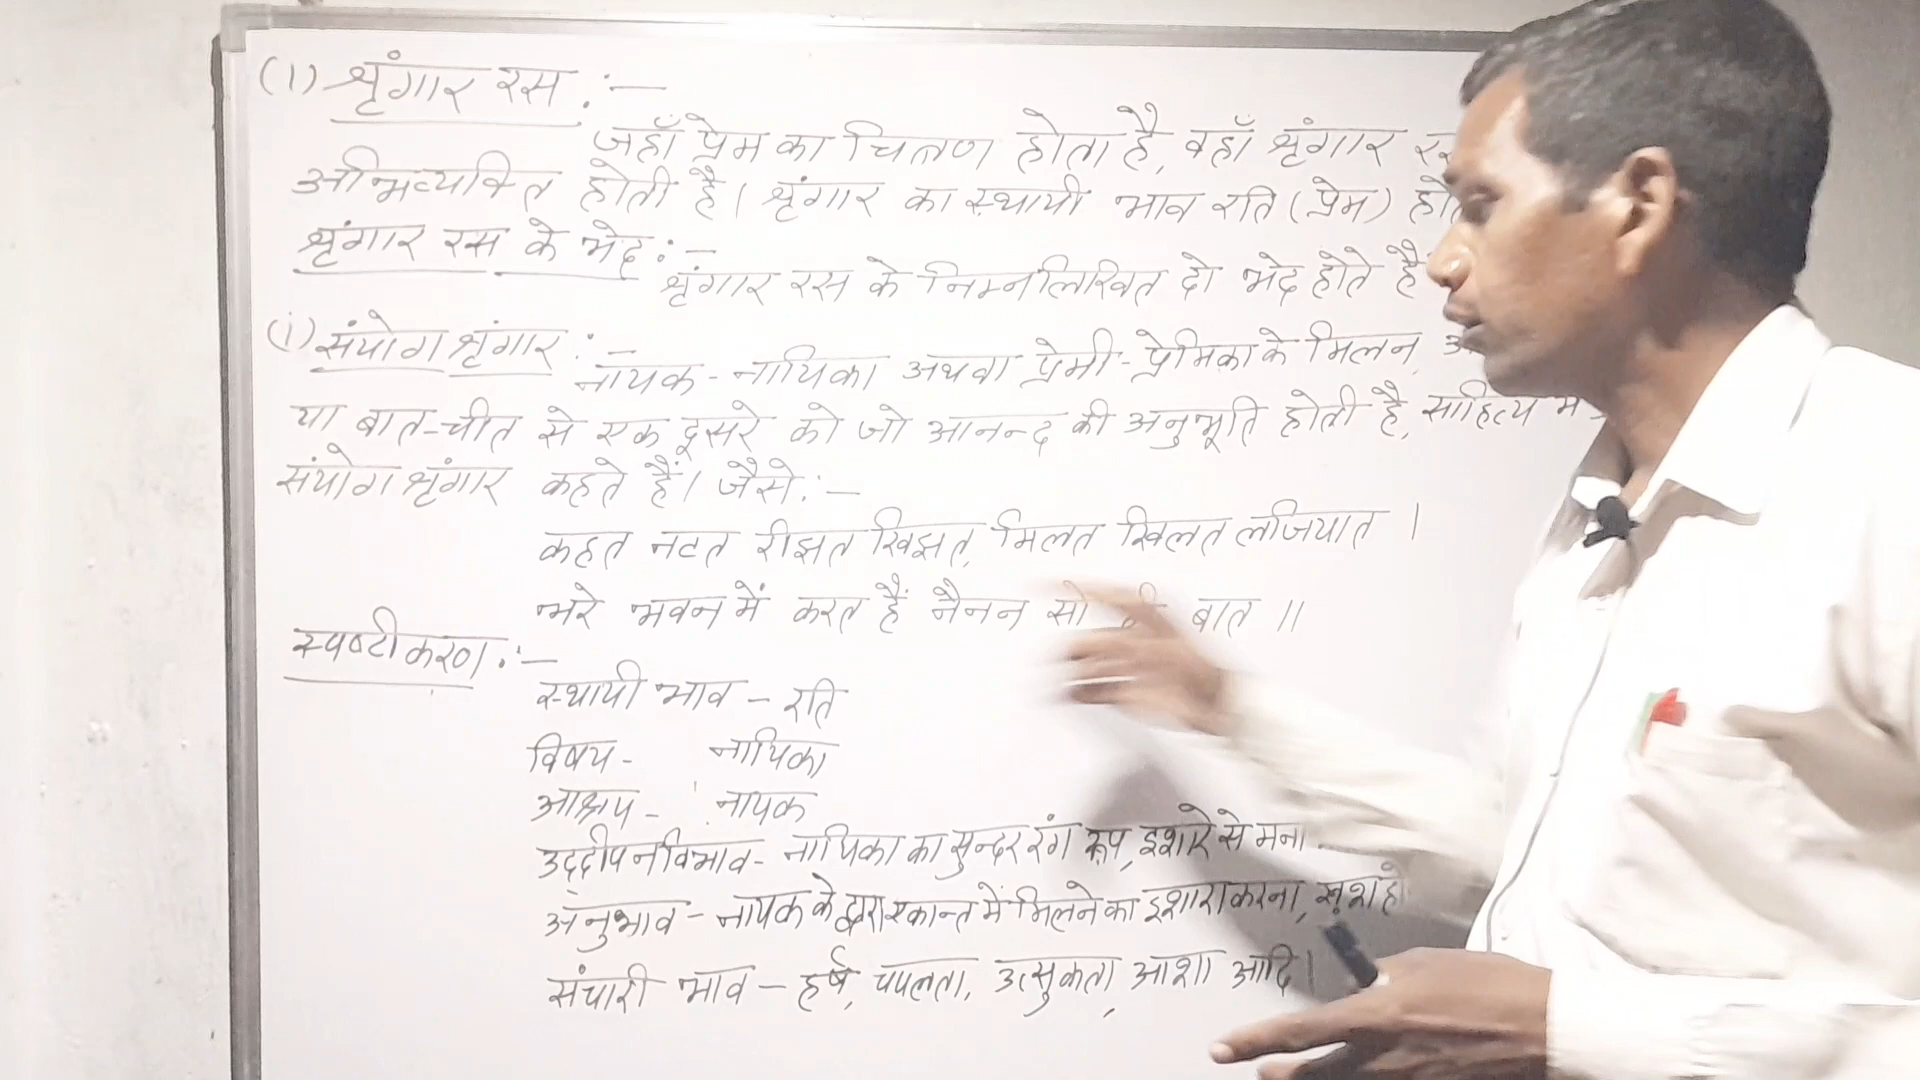 (1) शृंगार रस :—
जहाँ प्रेम का चित्रण होता है, वहाँ शृंगार
अभिव्यक्ति होती है। शृंगार का स्थायी भाव रति (प्रेम)
शृंगार रस के भेद :—
शृंगार रस के निम्नलिखित दो भेद होते हैं
(i) संयोग शृंगार :—
नायक - नायिका अथवा प्रेमी - प्रेमिका के मिलन,
या बात-चीत से एक दूसरे को जो आनन्द की अनुभूति होती है, साहित्य में
संयोग शृंगार कहते हैं। जैसे :—
कहत नटत रीझत खिझत, मिलत खिलत लजियात ।
भरे भवन में करत हैं नैनन सों बात ॥
स्पष्टीकरण :—
स्थायी भाव — रति
विषय - नायिका
आश्रय - नायक
उद्दीपन विभाव - नायिका का सुन्दर रंग रूप, इशारे से
अनुभाव - नायक के द्वारा एकान्त में मिलने का इशारा करना, खुश
संचारी भाव — हर्ष, चपलता, उत्सुकता, आशा आदि।